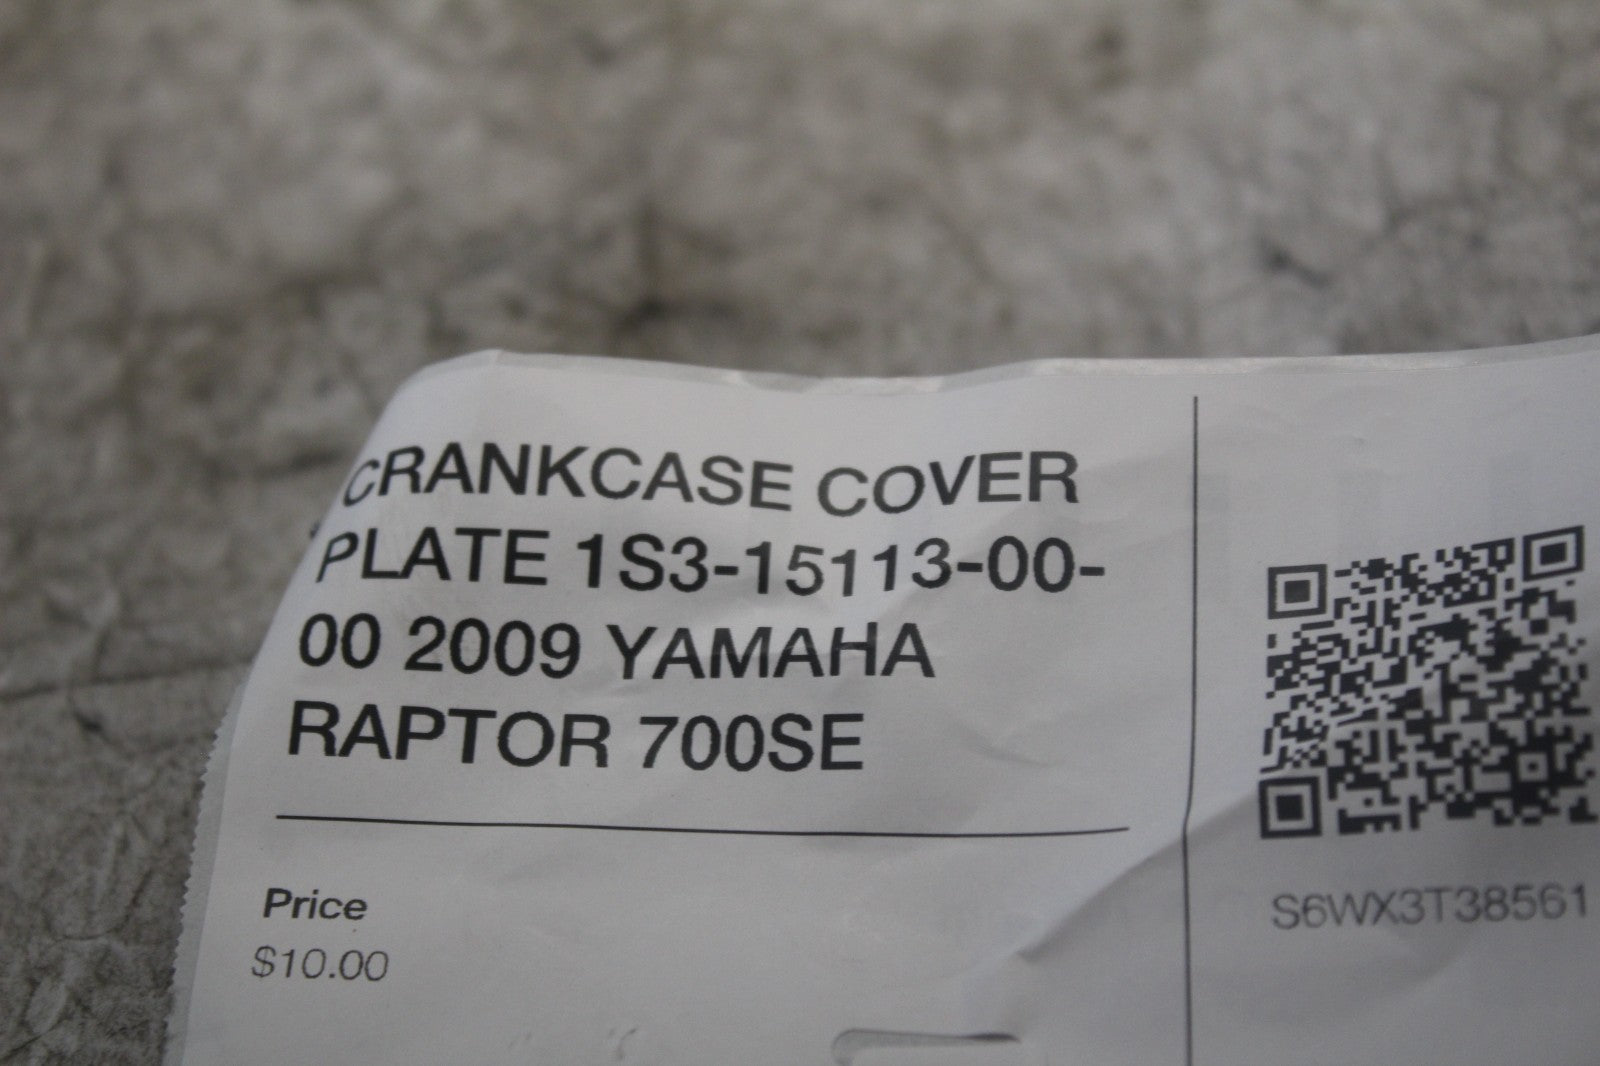 CRANKCASE COVER
PLATE 1S3-15113-00-
00 2009 YAMAHA
RAPTOR 700SE
Price
$10.00
S6WX3T38561